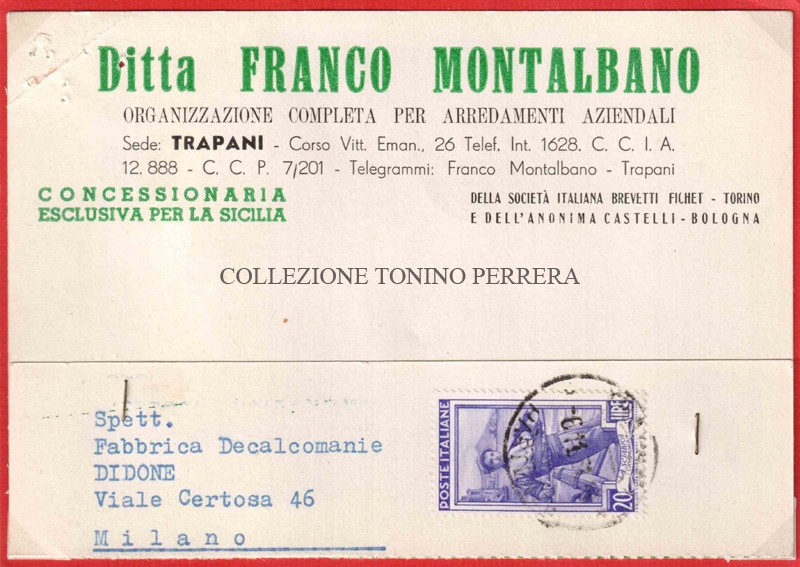 Ditta FRANCO MONTALBANO
ORGANIZZAZIONE COMPLETA PER ARREDAMENTI AZIENDALI
Sede: TRAPANI - Corso Vitt. Eman., 26 Telef. Int. 1628. C. C. I. A.
12.888 - C. C. P. 7/201 - Telegrammi: Franco Montalbano - Trapani
CONCESSIONARIA
ESCLUSIVA PER LA SICILIA
DELLA SOCIETÀ ITALIANA BREVETTI FICHET - TORINO
E DELL'ANONIMA CASTELLI - BOLOGNA
COLLEZIONE TONINO PERRERA
Spett.
Fabbrica Decalcomanie
DIDONE
Viale Certosa 46
Milano
POSTE ITALIANE
LIRE
20